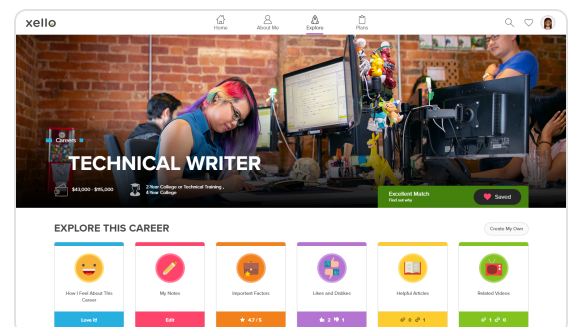 xello
Home
About Me
Explore
Plans
Careers
TECHNICAL WRITER
$43,000 - $115,000
2-Year College or Technical Training ,
4-Year College
Excellent Match
Find out why
Saved
EXPLORE THIS CAREER
Create My Own
How I Feel About This
Career
Love it!
My Notes
Edit
Important Factors
4.7 / 5
Likes and Dislikes
2 1
Helpful Articles
0 1
Related Videos
1 0